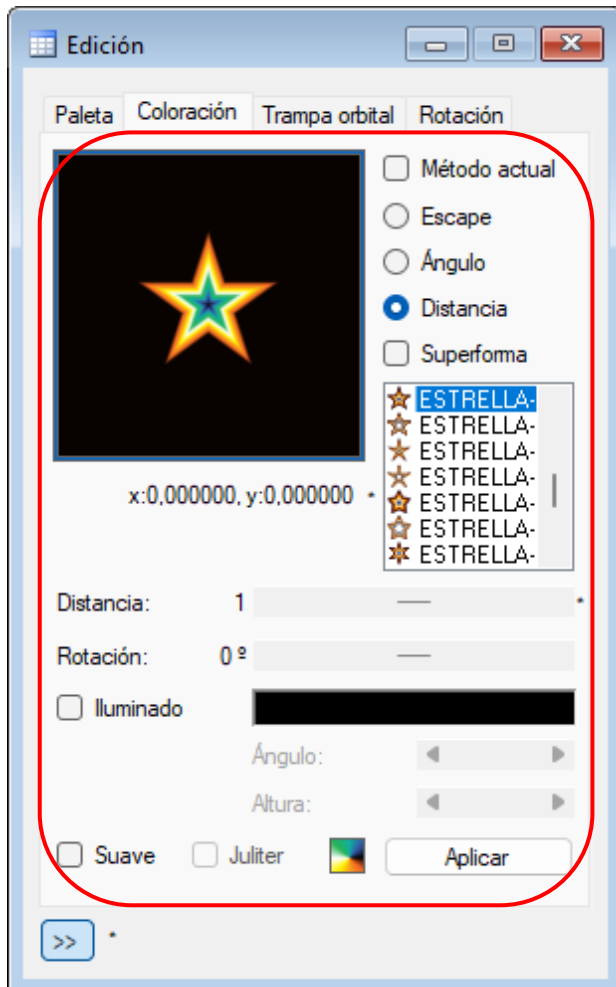 Edición
Paleta Coloración Trampa orbital Rotación
Método actual
Escape
Ángulo
Distancia
Superforma
ESTRELLA-
ESTRELLA-
ESTRELLA-
ESTRELLA-
ESTRELLA-
ESTRELLA-
ESTRELLA-
x:0,000000, y:0,000000 *
Distancia: 1 *
Rotación: 0 º
Iluminado
Ángulo:
Altura:
Suave Juliter Aplicar
>> *